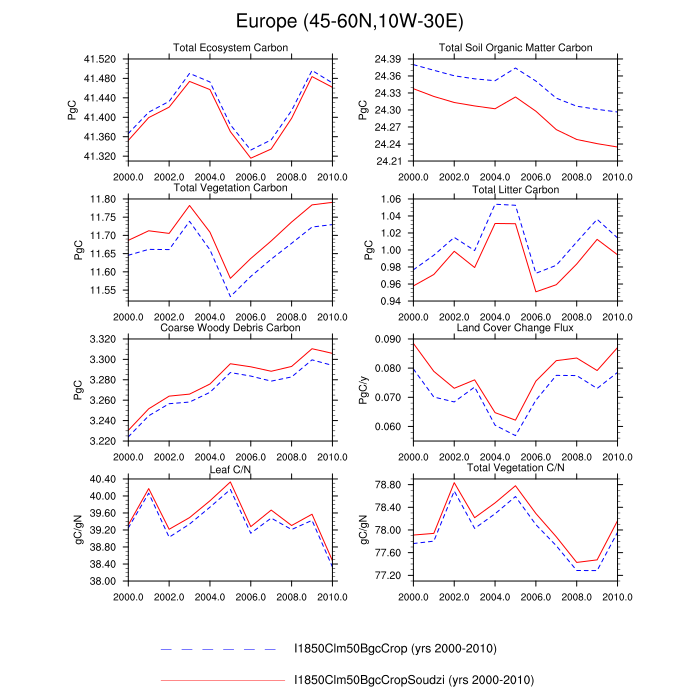 Europe (45-60N,10W-30E)
Total Ecosystem Carbon
PgC
41.520
41.480
41.440
41.400
41.360
41.320
2000.0 2002.0 2004.0 2006.0 2008.0 2010.0
Total Soil Organic Matter Carbon
PgC
24.39
24.36
24.33
24.30
24.27
24.24
24.21
2000.0 2002.0 2004.0 2006.0 2008.0 2010.0
Total Vegetation Carbon
PgC
11.80
11.75
11.70
11.65
11.60
11.55
2000.0 2002.0 2004.0 2006.0 2008.0 2010.0
Total Litter Carbon
PgC
1.06
1.04
1.02
1.00
0.98
0.96
0.94
2000.0 2002.0 2004.0 2006.0 2008.0 2010.0
Coarse Woody Debris Carbon
PgC
3.320
3.300
3.280
3.260
3.240
3.220
2000.0 2002.0 2004.0 2006.0 2008.0 2010.0
Land Cover Change Flux
PgC/y
0.090
0.080
0.070
0.060
2000.0 2002.0 2004.0 2006.0 2008.0 2010.0
Leaf C/N
gC/gN
40.40
40.00
39.60
39.20
38.80
38.40
38.00
2000.0 2002.0 2004.0 2006.0 2008.0 2010.0
Total Vegetation C/N
gC/gN
78.80
78.40
78.00
77.60
77.20
2000.0 2002.0 2004.0 2006.0 2008.0 2010.0
I1850Clm50BgcCrop (yrs 2000-2010)
I1850Clm50BgcCropSoudzi (yrs 2000-2010)